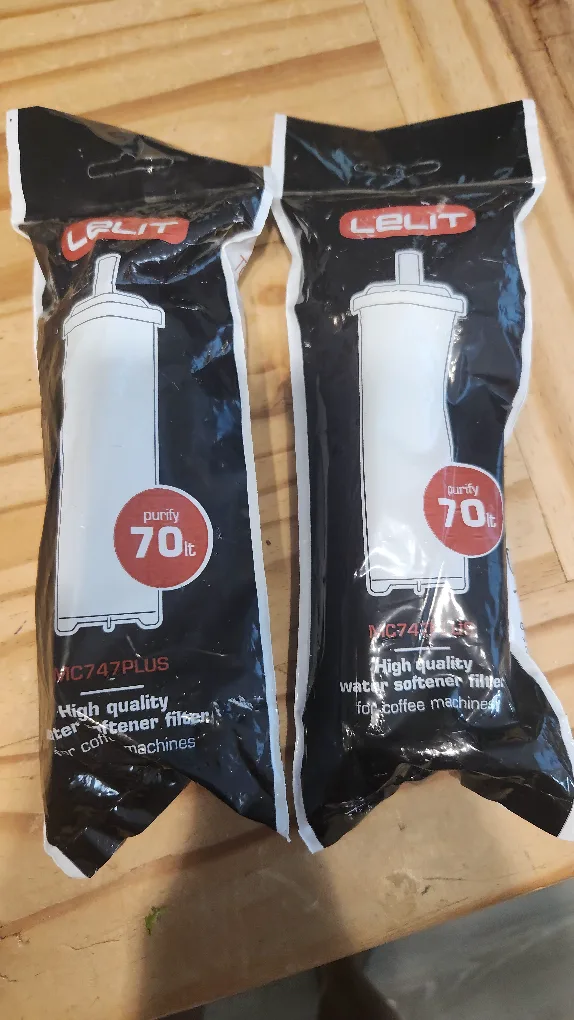 LELIT
purify
70lt
MC747PLUS
High quality
water softener filter
for coffee machines
LELIT
purify
70lt
MC747PLUS
High quality
water softener filter
for coffee machines